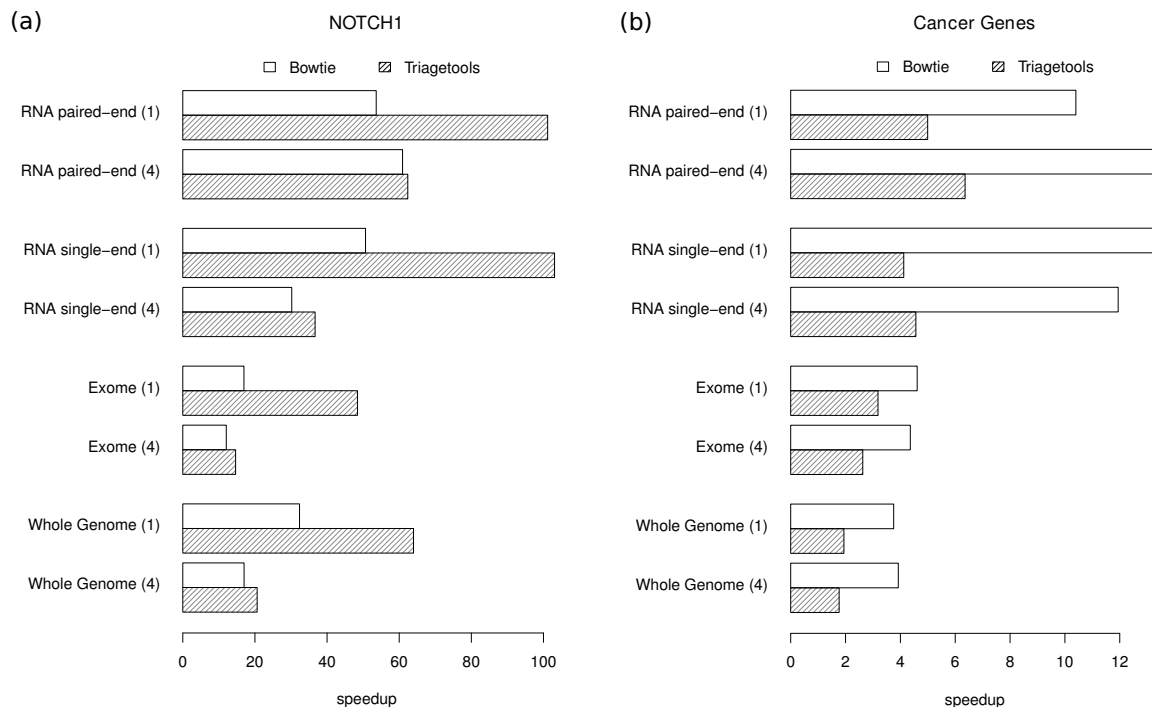 (a)
NOTCH1
Bowtie
Triagetools
RNA paired−end (1)
RNA paired−end (4)
RNA single−end (1)
RNA single−end (4)
Exome (1)
Exome (4)
Whole Genome (1)
Whole Genome (4)
0 20 40 60 80 100
speedup
(b)
Cancer Genes
Bowtie
Triagetools
RNA paired−end (1)
RNA paired−end (4)
RNA single−end (1)
RNA single−end (4)
Exome (1)
Exome (4)
Whole Genome (1)
Whole Genome (4)
0 2 4 6 8 10 12
speedup